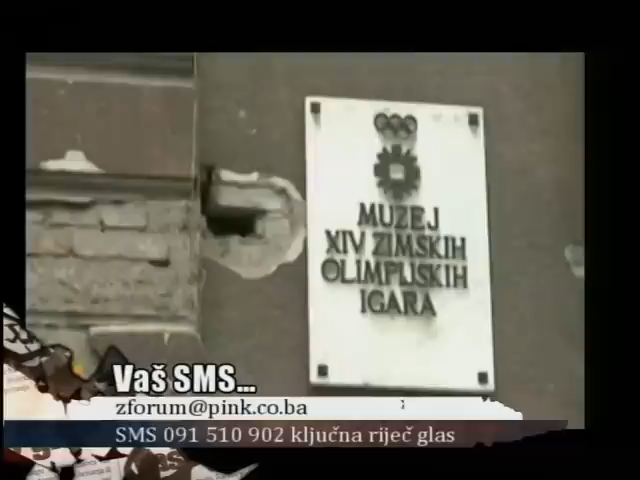 MUZEJ
XIV ZIMSKIH
OLIMPIJSKIH
IGARA
Vaš SMS...
zforum@pink.co.ba
SMS 091 510 902 ključna riječ glas